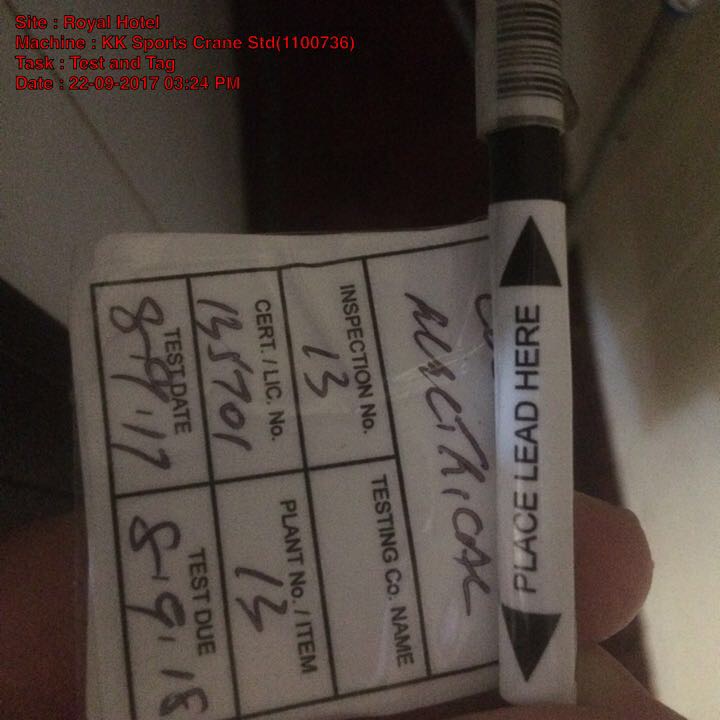 Site : Royal Hotel
Machine : KK Sports Crane Std(1100736)
Task : Test and Tag
Date : 22-09-2017 03:24 PM
PLACE LEAD HERE
TESTING Co. NAME
INSPECTION No.
13
CERT. / LIC. No.
PLANT No. / ITEM
13
TEST DATE
8-9.17
TEST DUE
8-9.18